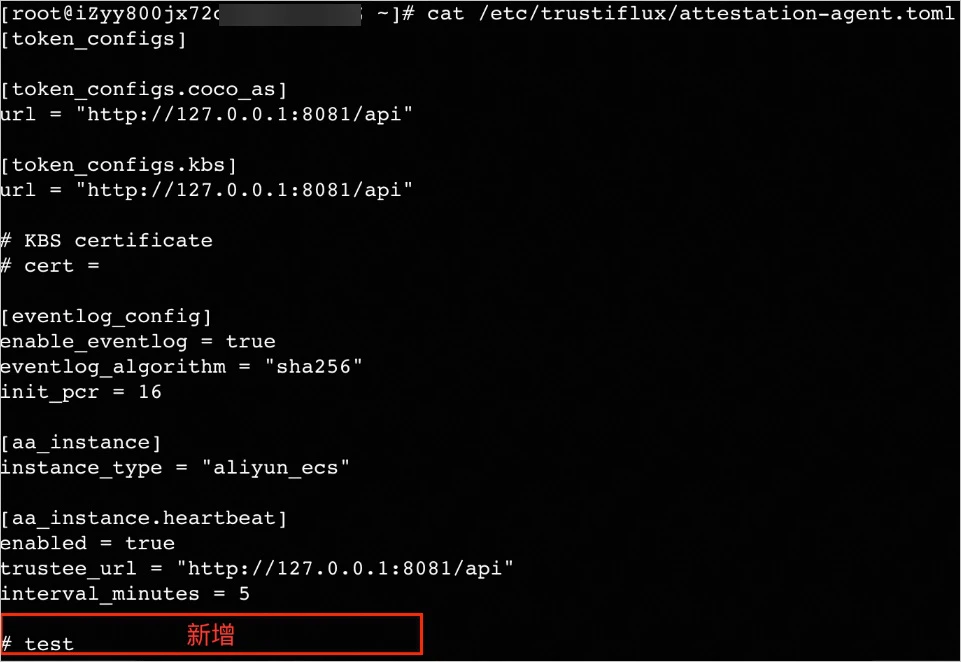 [root@iZyy800jx72 ~]# cat /etc/trustiflux/attestation-agent.toml
[token_configs]
[token_configs.coco_as]
url = "http://127.0.0.1:8081/api"
[token_configs.kbs]
url = "http://127.0.0.1:8081/api"
# KBS certificate
# cert =
[eventlog_config]
enable_eventlog = true
eventlog_algorithm = "sha256"
init_pcr = 16
[aa_instance]
instance_type = "aliyun_ecs"
[aa_instance.heartbeat]
enabled = true
trustee_url = "http://127.0.0.1:8081/api"
interval_minutes = 5
# test 新增